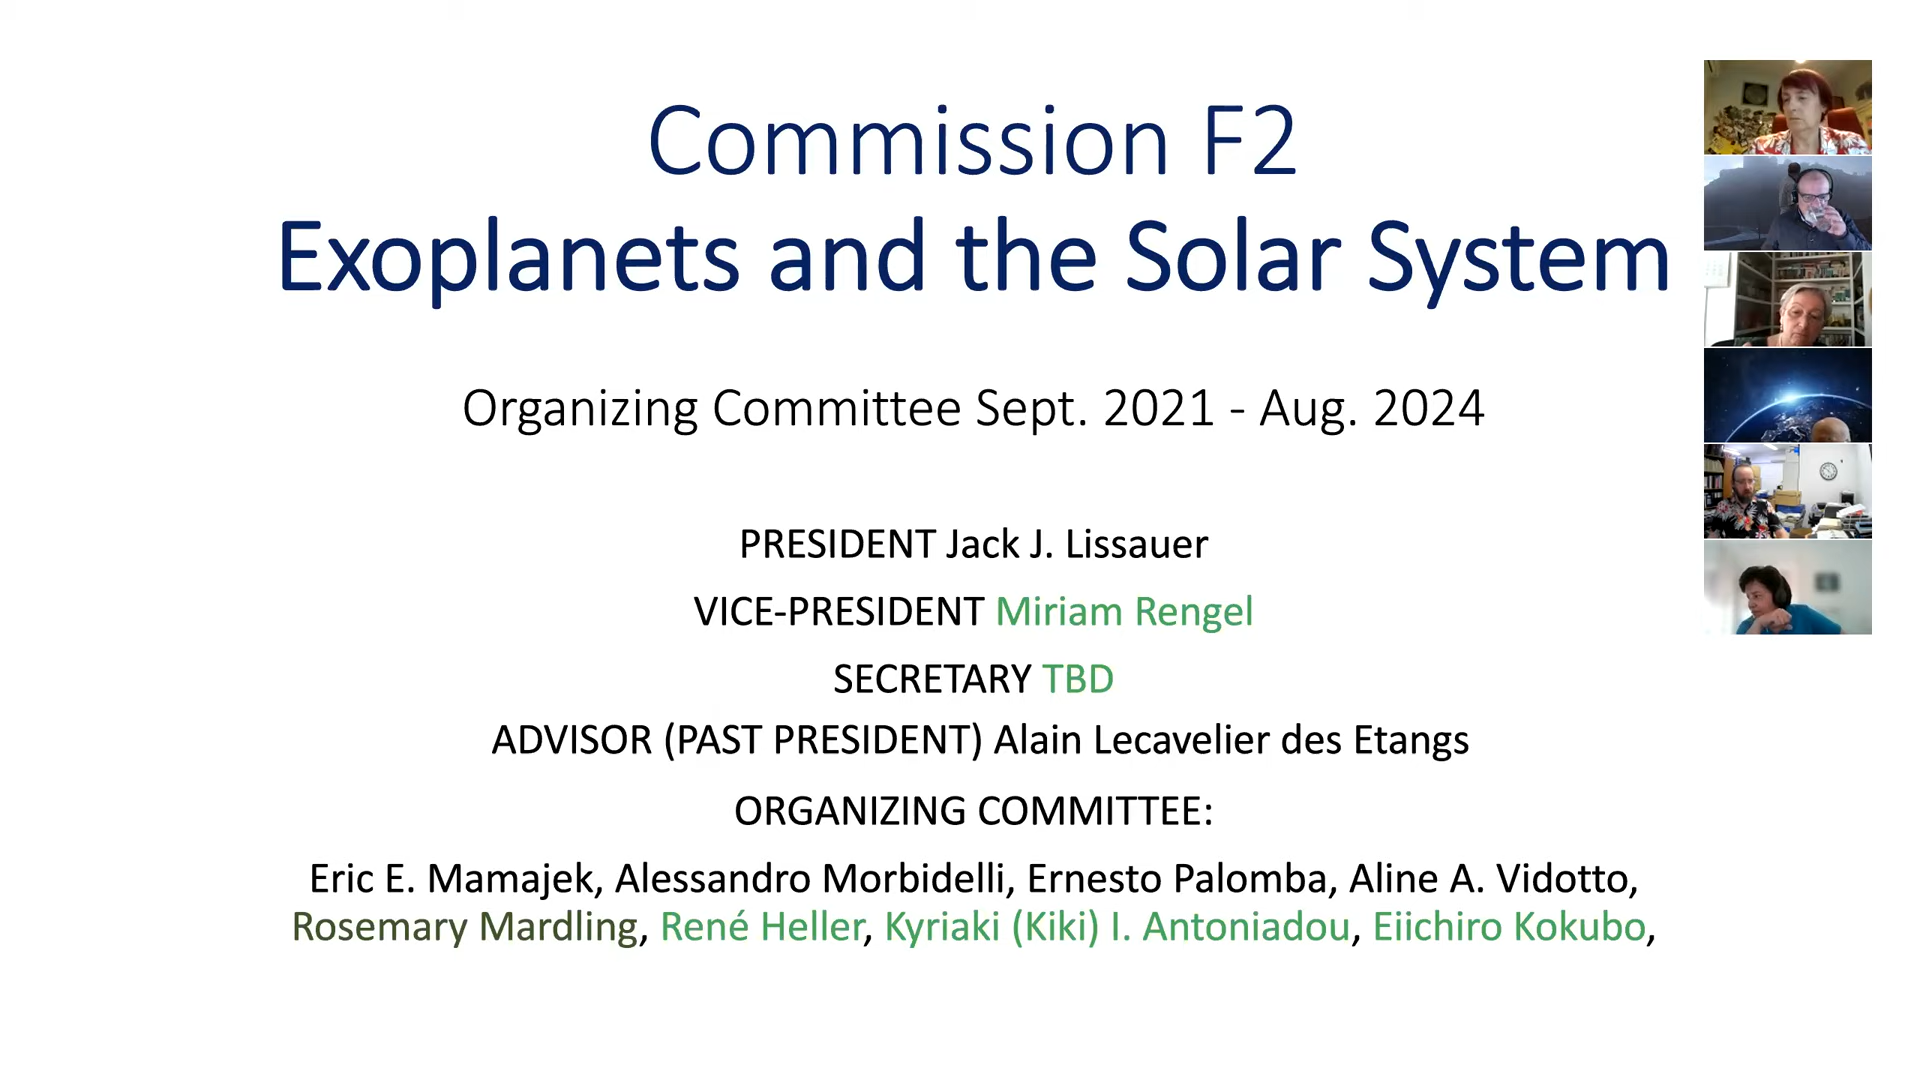 Commission F2
Exoplanets and the Solar System
Organizing Committee Sept. 2021 - Aug. 2024
PRESIDENT Jack J. Lissauer
VICE-PRESIDENT Miriam Rengel
SECRETARY TBD
ADVISOR (PAST PRESIDENT) Alain Lecavelier des Etangs
ORGANIZING COMMITTEE:
Eric E. Mamajek, Alessandro Morbidelli, Ernesto Palomba, Aline A. Vidotto,
Rosemary Mardling, René Heller, Kyriaki (Kiki) I. Antoniadou, Eiichiro Kokubo,